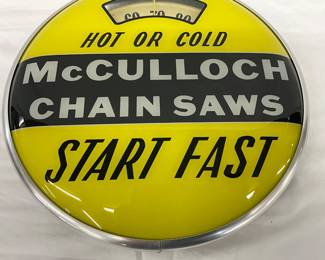 HOT OR COLD
McCULLOCH
CHAIN SAWS
START FAST